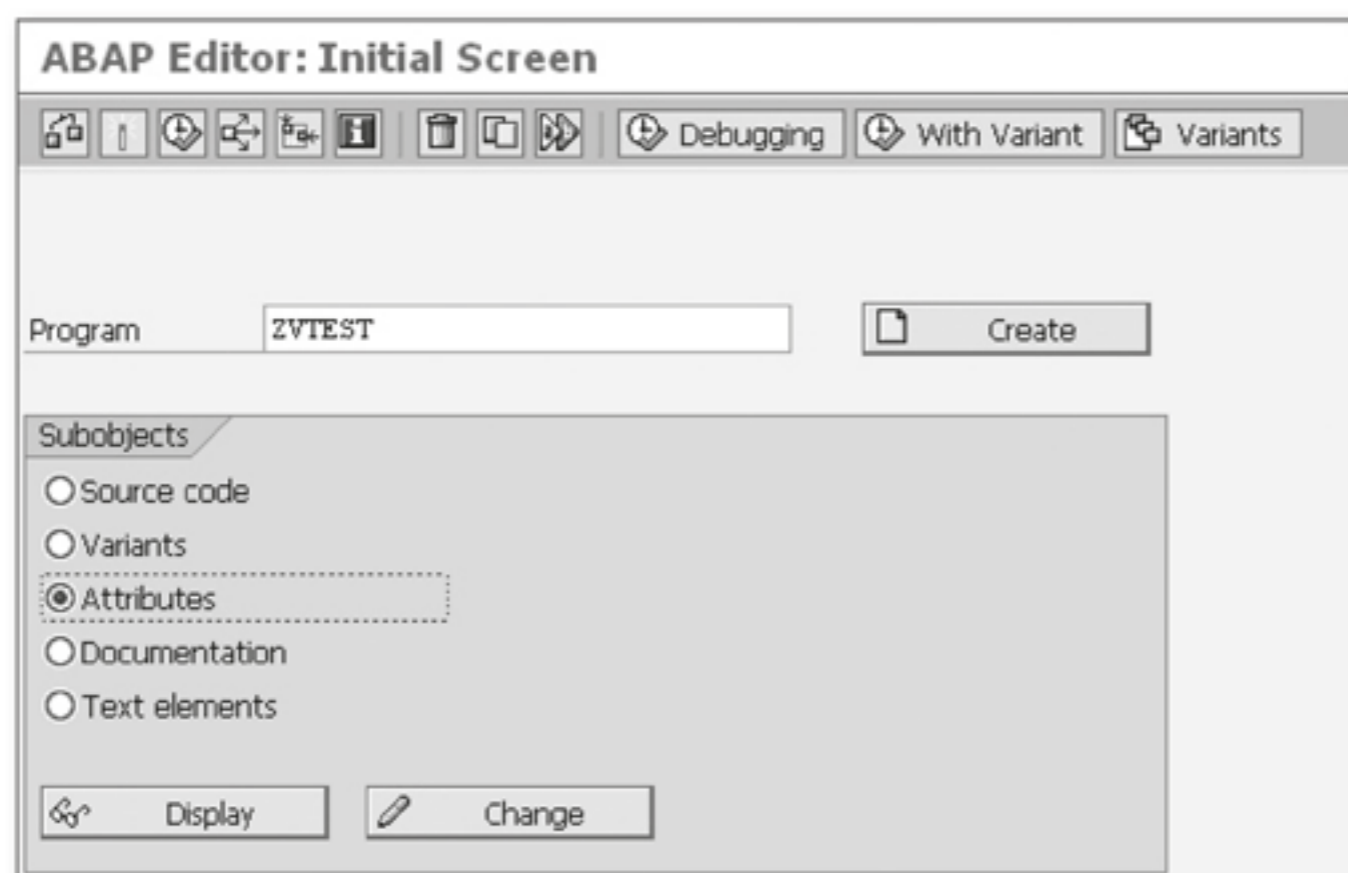 ABAP Editor: Initial Screen
Debugging With Variant Variants
Program ZVTEST Create
Subobjects
Source code
Variants
Attributes
Documentation
Text elements
Display Change